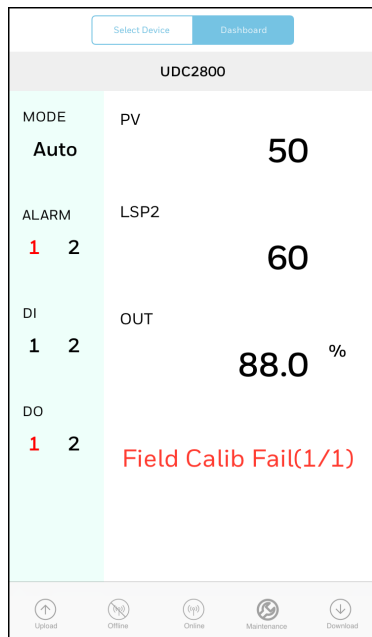 Select Device Dashboard
UDC2800
MODE
Auto
PV
50
ALARM
1 2
LSP2
60
DI
1 2
OUT
88.0 %
DO
1 2
Field Calib Fail(1/1)
Upload Offline Online Maintenance Download